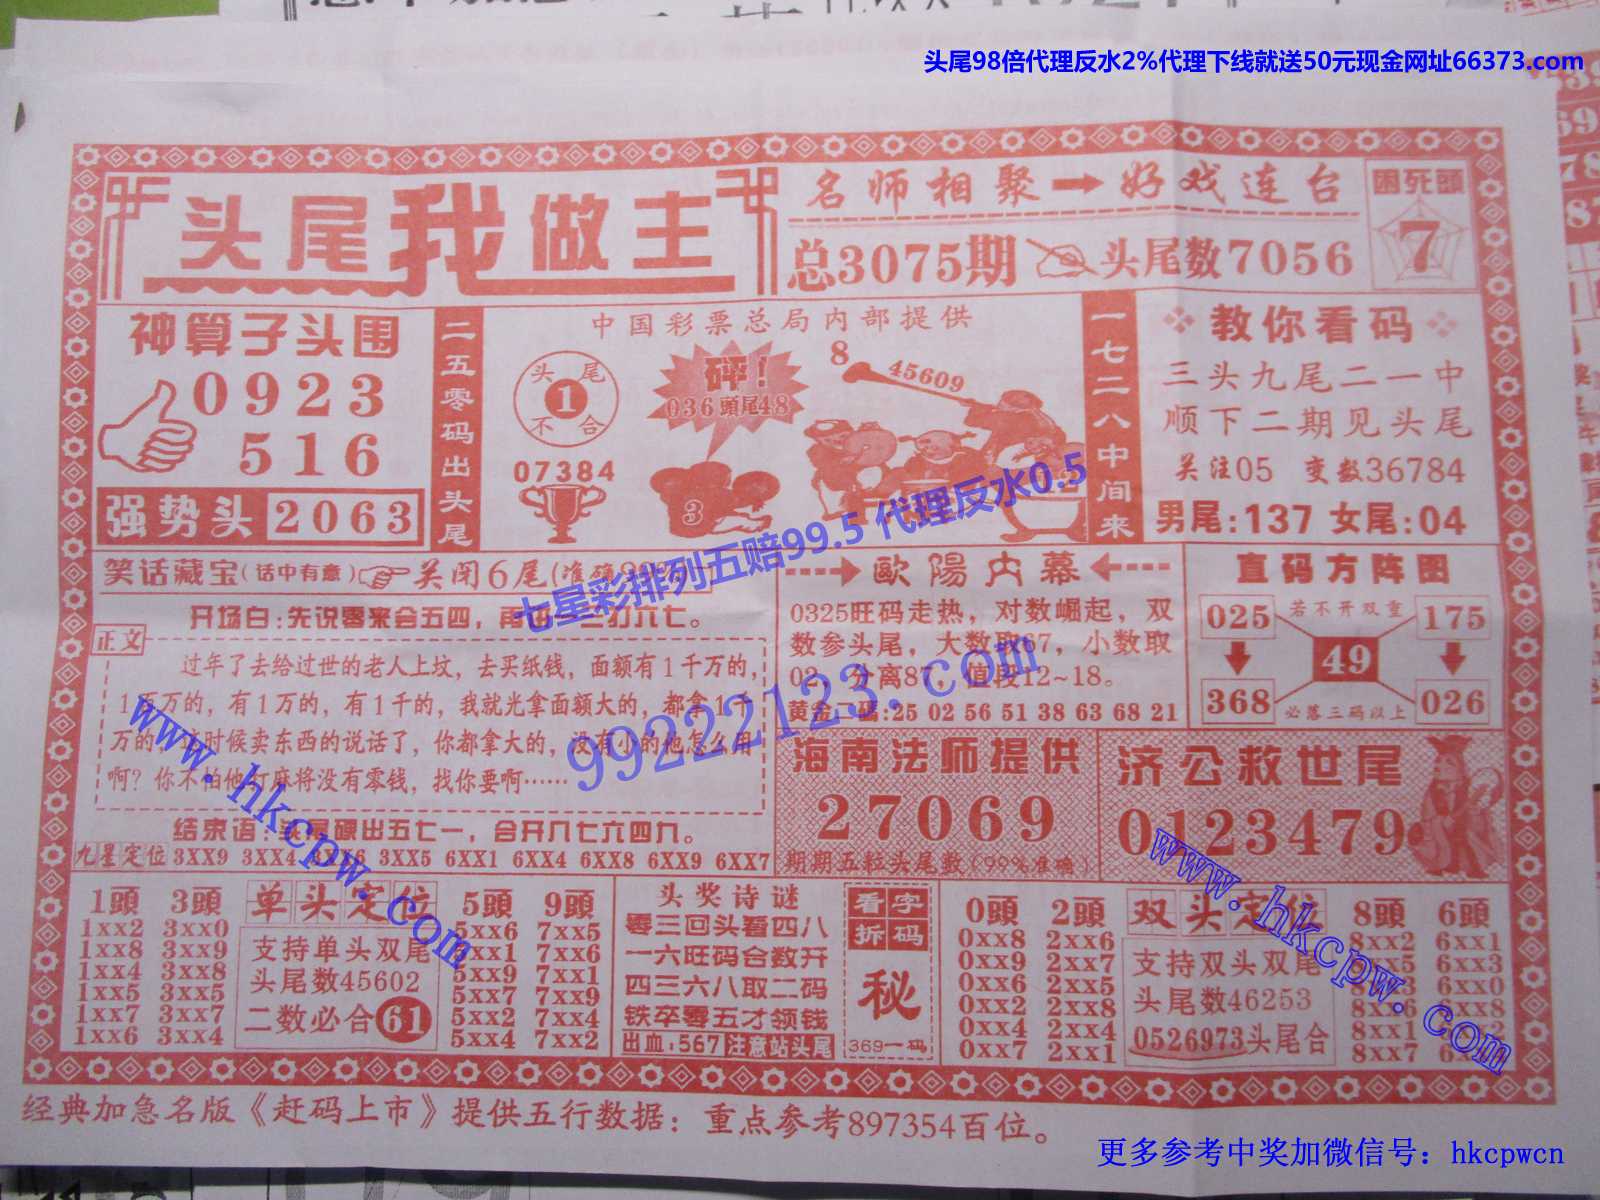 头尾98倍代理反水2%代理下线就送50元现金网址66373.com
头尾我做主
名师相聚→好戏连台
总3075期 头尾数7056
困死頭
7
神算子头围
0923
516
强势头 2063
二五零码出头尾
中国彩票总局内部提供
头尾
1
不合
07384
砰!
036頭尾48
3
8
45609
一七二八中间来
教你看码
三头九尾二一中
顺下二期见头尾
关注05 变数36784
男尾:137 女尾:04
笑话藏宝(话中有意) 关闭6尾(准确
开场白:先说零来会五四,
正文
过年了去给过世的老人上坟,去买纸钱,面额有1千万的,
1百万的,有1万的,有1千的,我就光拿面额大的,都拿1千
万的 时候卖东西的说话了,你都拿大的,没有小的他怎么用
啊?你不怕他打麻将没有零钱,找你要啊……
结束语:头尾碌出五七一,合开八七六四九。
九星定位 3XX9 3XX4 3XX6 3XX5 6XX1 6XX4 6XX8 6XX9 6XX7
歐陽内幕
0325旺码走热,对数崛起,双
数参头尾,大数取67,小数取
02,分离87,值段12~18。
黄金二码:25 02 56 51 38 63 68 21
直码方阵图
025 若不开双重 175
49
368 必落三码以上 026
海南法师提供
27069
期期五粒头尾数(99%准确)
济公救世尾
0123479
1頭 3頭
1xx2 3xx0
1xx8 3xx9
1xx4 3xx8
1xx5 3xx5
1xx7 3xx7
1xx6 3xx4
单头定位
支持单头双尾
头尾数45602
二数必合61
5頭 9頭
5xx6 7xx5
5xx1 7xx6
5xx9 7xx1
5xx7 7xx9
5xx2 7xx4
5xx4 7xx2
头奖诗谜
零三回头看四八
一六旺码合数开
四三六八取二码
铁卒零五才领钱
出血:567 注意站头尾
看字
拆码
秘
369一码
0頭 2頭
0xx8 2xx6
0xx9 2xx7
0xx6 2xx5
0xx2 2xx8
0xx4 2xx4
0xx7 2xx1
双头定位
支持双头双尾
头尾数46253
0526973头尾合
8頭 6頭
8xx2 6xx1
6xx3
6xx0
8xx1
8xx7
经典加急名版《赶码上市》提供五行数据:重点参考897354百位。
七星彩排列五赔99.5 代理反水0.5
99222123.com
www.hkcpw.com
www.hkcpw.com
更多参考中奖加微信号:hkcpwcn